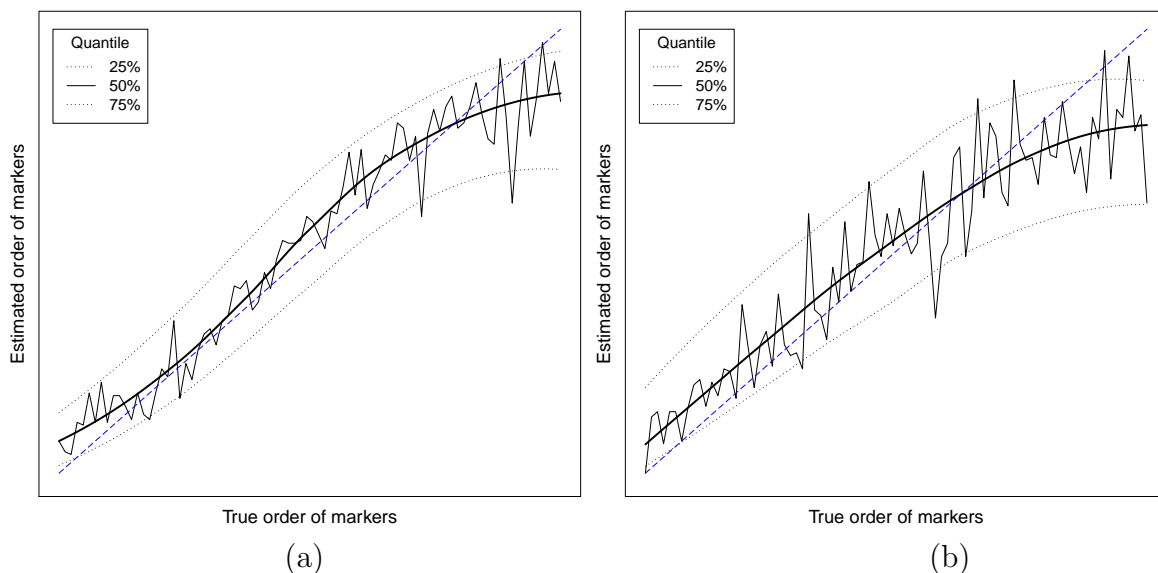 Quantile
25%
50%
75%
Estimated order of markers
True order of markers
(a)
Quantile
25%
50%
75%
Estimated order of markers
True order of markers
(b)